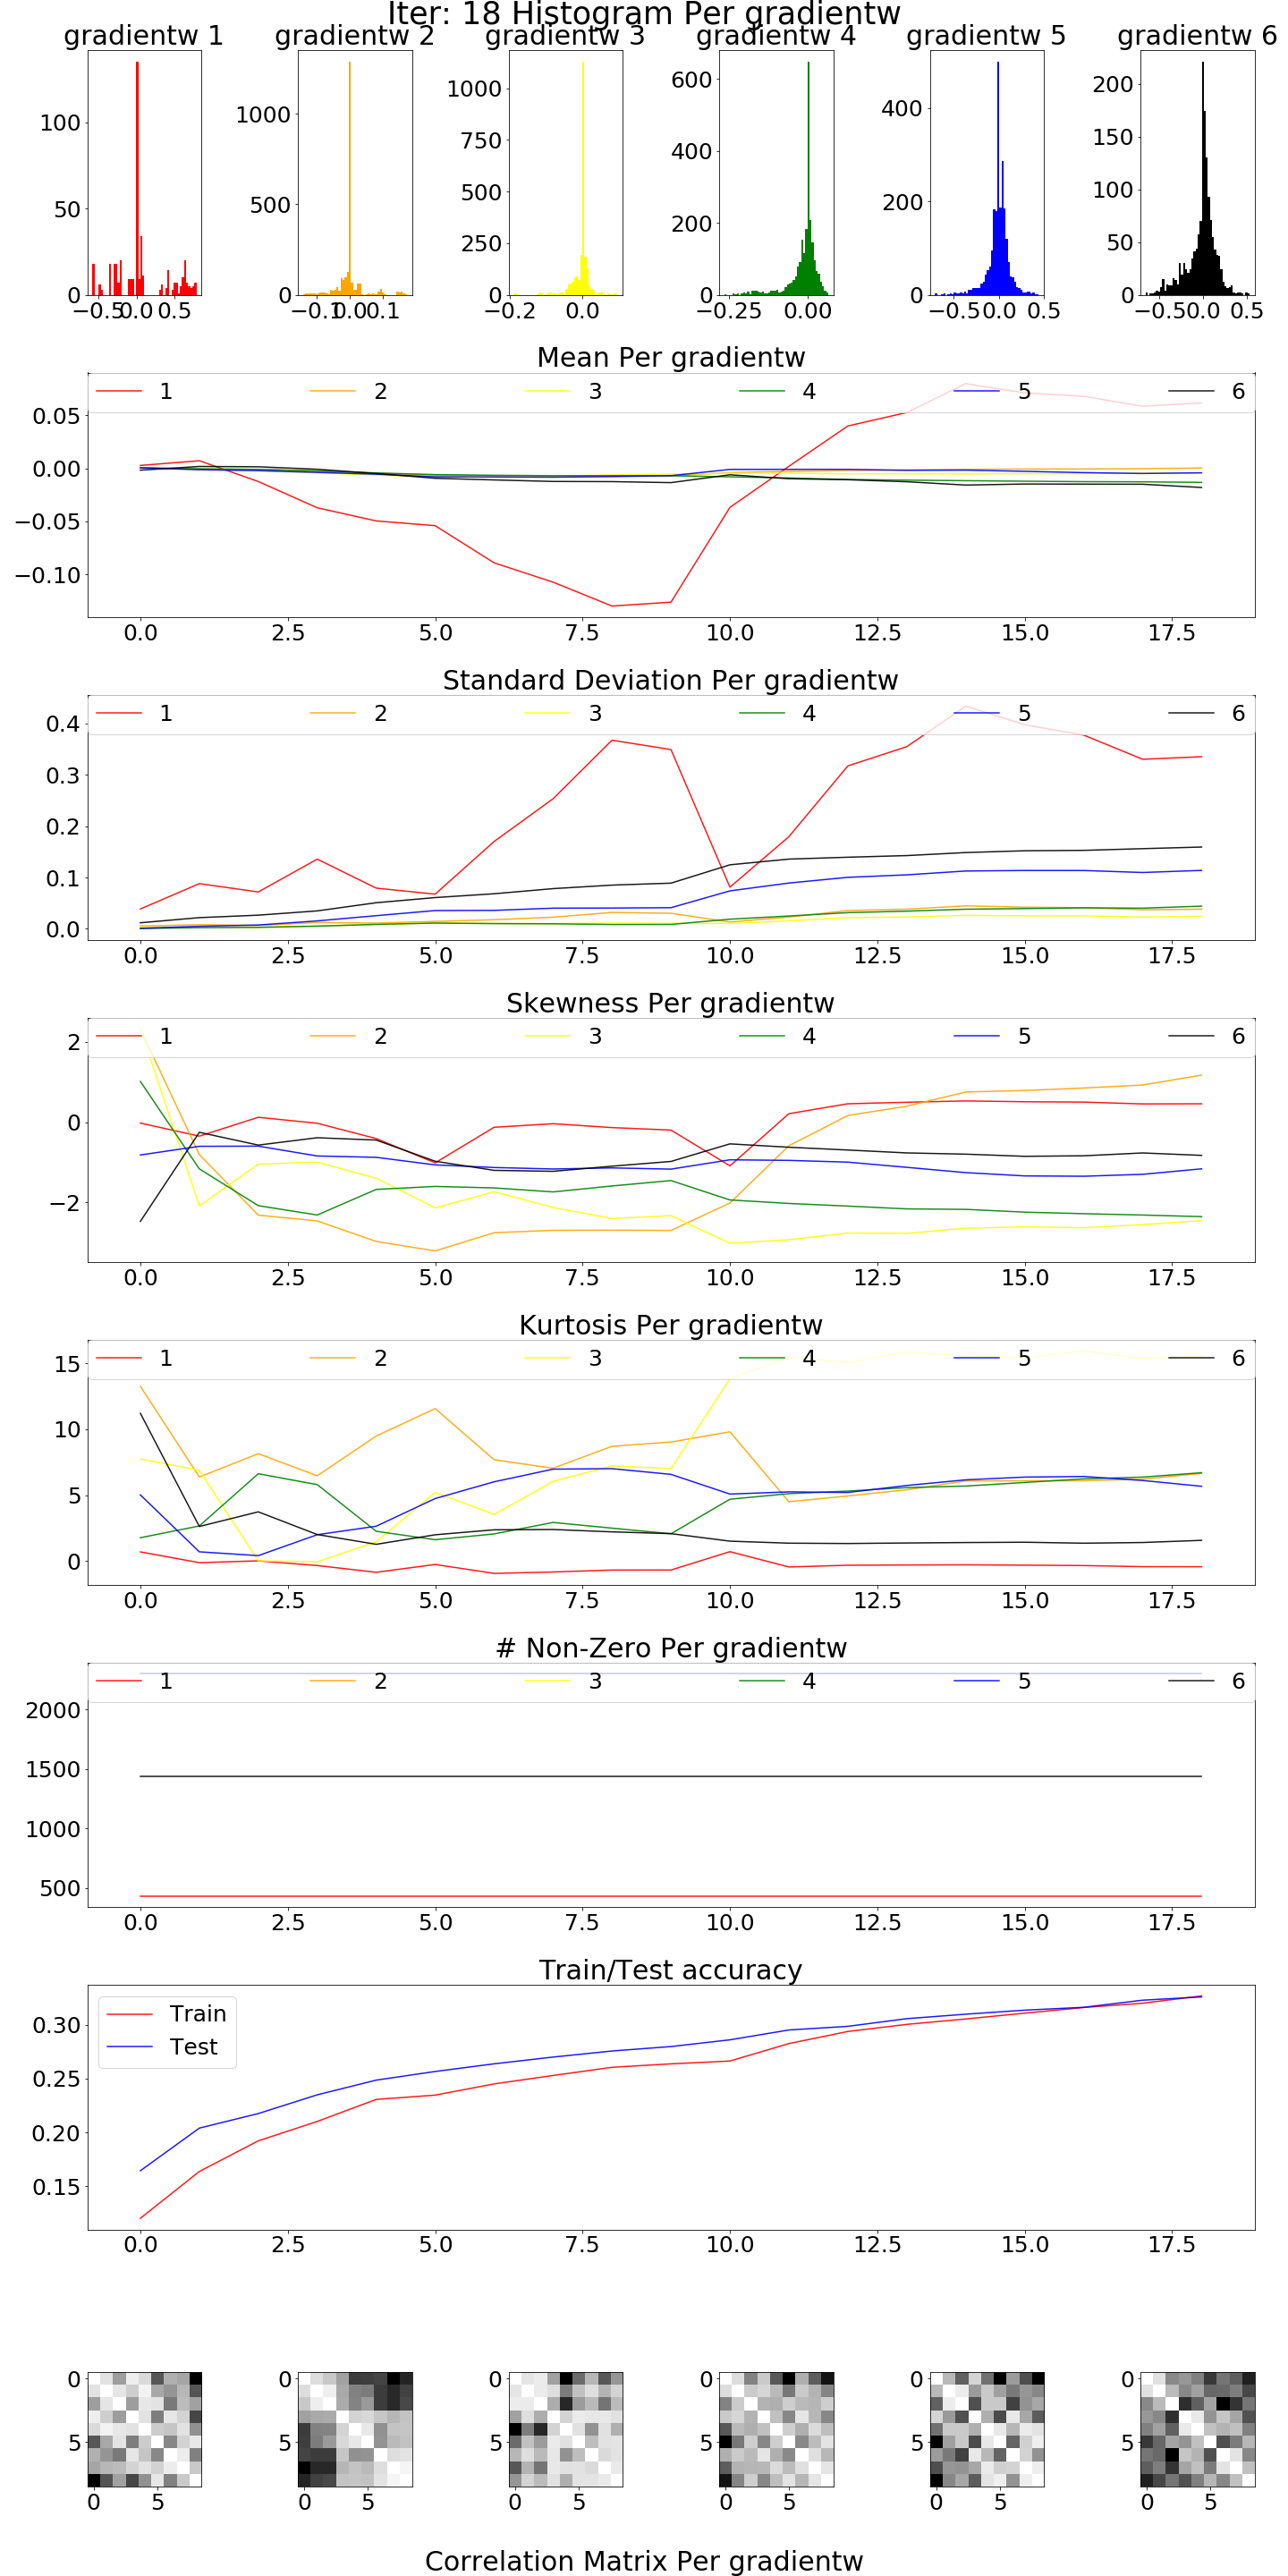 Iter: 18 Histogram Per gradientw
gradientw 1 gradientw 2 gradientw 3 gradientw 4 gradientw 5 gradientw 6
100
50
0
−0.5 0.0 0.5
1000
500
0
−0.1 0.0 0.1
1000
750
500
250
0
−0.2 0.0
600
400
200
0
−0.25 0.00
400
200
0
−0.5 0.0 0.5
200
150
100
50
0
−0.5 0.0 0.5
Mean Per gradientw
1 2 3 4 5 6
0.05
0.00
−0.05
−0.10
0.0 2.5 5.0 7.5 10.0 12.5 15.0 17.5
Standard Deviation Per gradientw
1 2 3 4 5 6
0.4
0.3
0.2
0.1
0.0
0.0 2.5 5.0 7.5 10.0 12.5 15.0 17.5
Skewness Per gradientw
1 2 3 4 5 6
2
0
−2
0.0 2.5 5.0 7.5 10.0 12.5 15.0 17.5
Kurtosis Per gradientw
1 2 3 4 5 6
15
10
5
0
0.0 2.5 5.0 7.5 10.0 12.5 15.0 17.5
# Non-Zero Per gradientw
1 2 3 4 5 6
2000
1500
1000
500
0.0 2.5 5.0 7.5 10.0 12.5 15.0 17.5
Train/Test accuracy
Train
Test
0.30
0.25
0.20
0.15
0.0 2.5 5.0 7.5 10.0 12.5 15.0 17.5
0 0 0 0 0 0
5 5 5 5 5 5
0 5 0 5 0 5 0 5 0 5 0 5
Correlation Matrix Per gradientw